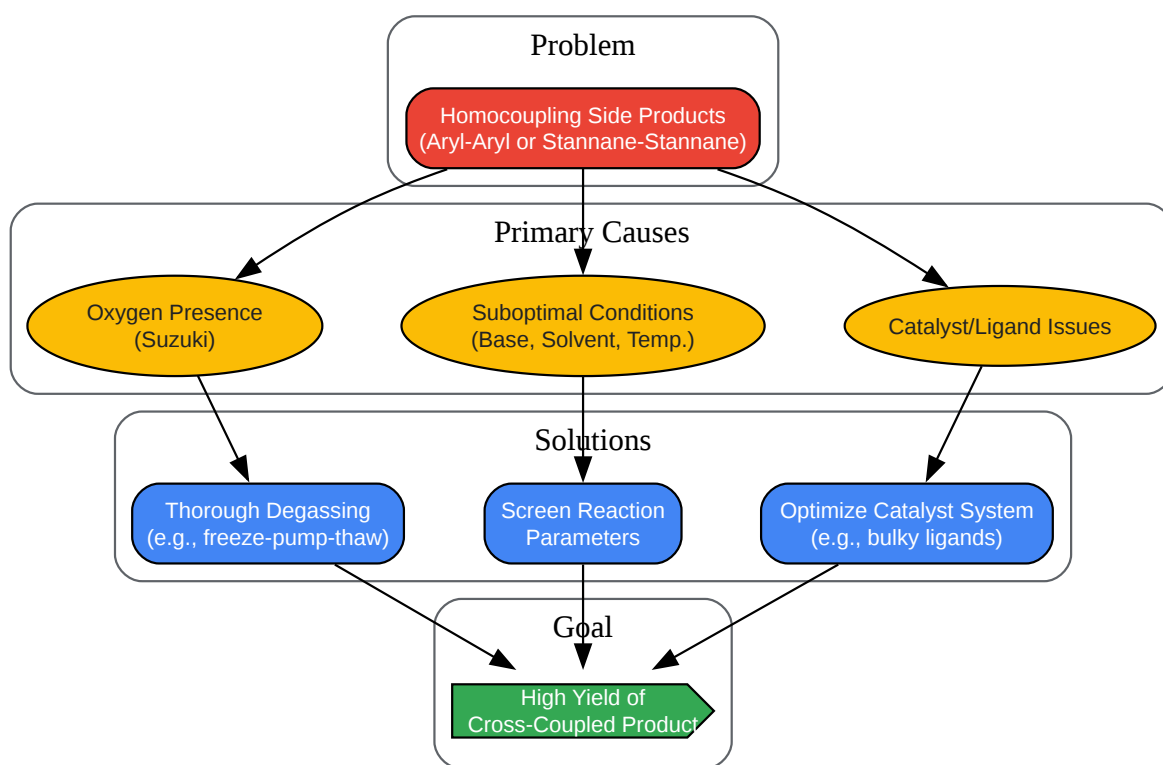 Problem
Homocoupling Side Products
(Aryl-Aryl or Stannane-Stannane)
Primary Causes
Oxygen Presence
(Suzuki)
Suboptimal Conditions
(Base, Solvent, Temp.)
Catalyst/Ligand Issues
Solutions
Thorough Degassing
(e.g., freeze-pump-thaw)
Screen Reaction
Parameters
Optimize Catalyst System
(e.g., bulky ligands)
Goal
High Yield of
Cross-Coupled Product